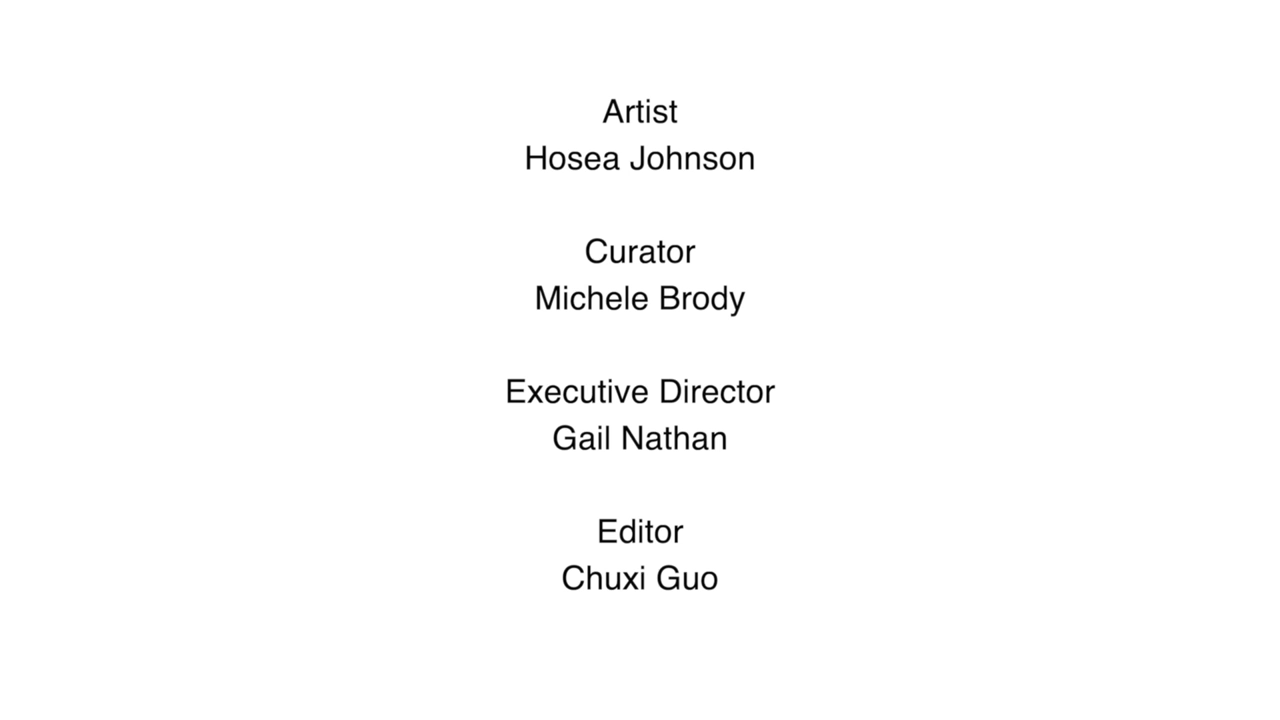 Artist
Hosea Johnson
Curator
Michele Brody
Executive Director
Gail Nathan
Editor
Chuxi Guo